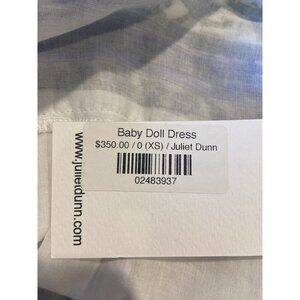 Baby Doll Dress
$350.00 / 0 (XS) / Juliet Dunn
02483937
www.julietdunn.com